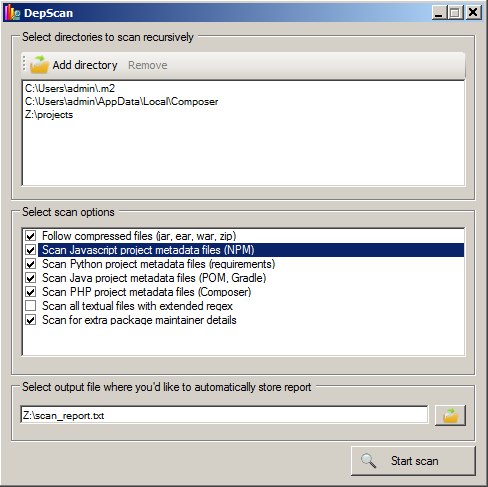 DepScan
Select directories to scan recursively
Add directory Remove
C:\Users\admin\.m2
C:\Users\admin\AppData\Local\Composer
Z:\projects
Select scan options
Follow compressed files (jar, ear, war, zip)
Scan Javascript project metadata files (NPM)
Scan Python project metadata files (requirements)
Scan Java project metadata files (POM, Gradle)
Scan PHP project metadata files (Composer)
Scan all textual files with extended regex
Scan for extra package maintainer details
Select output file where you'd like to automatically store report
Z:\scan_report.txt
Start scan